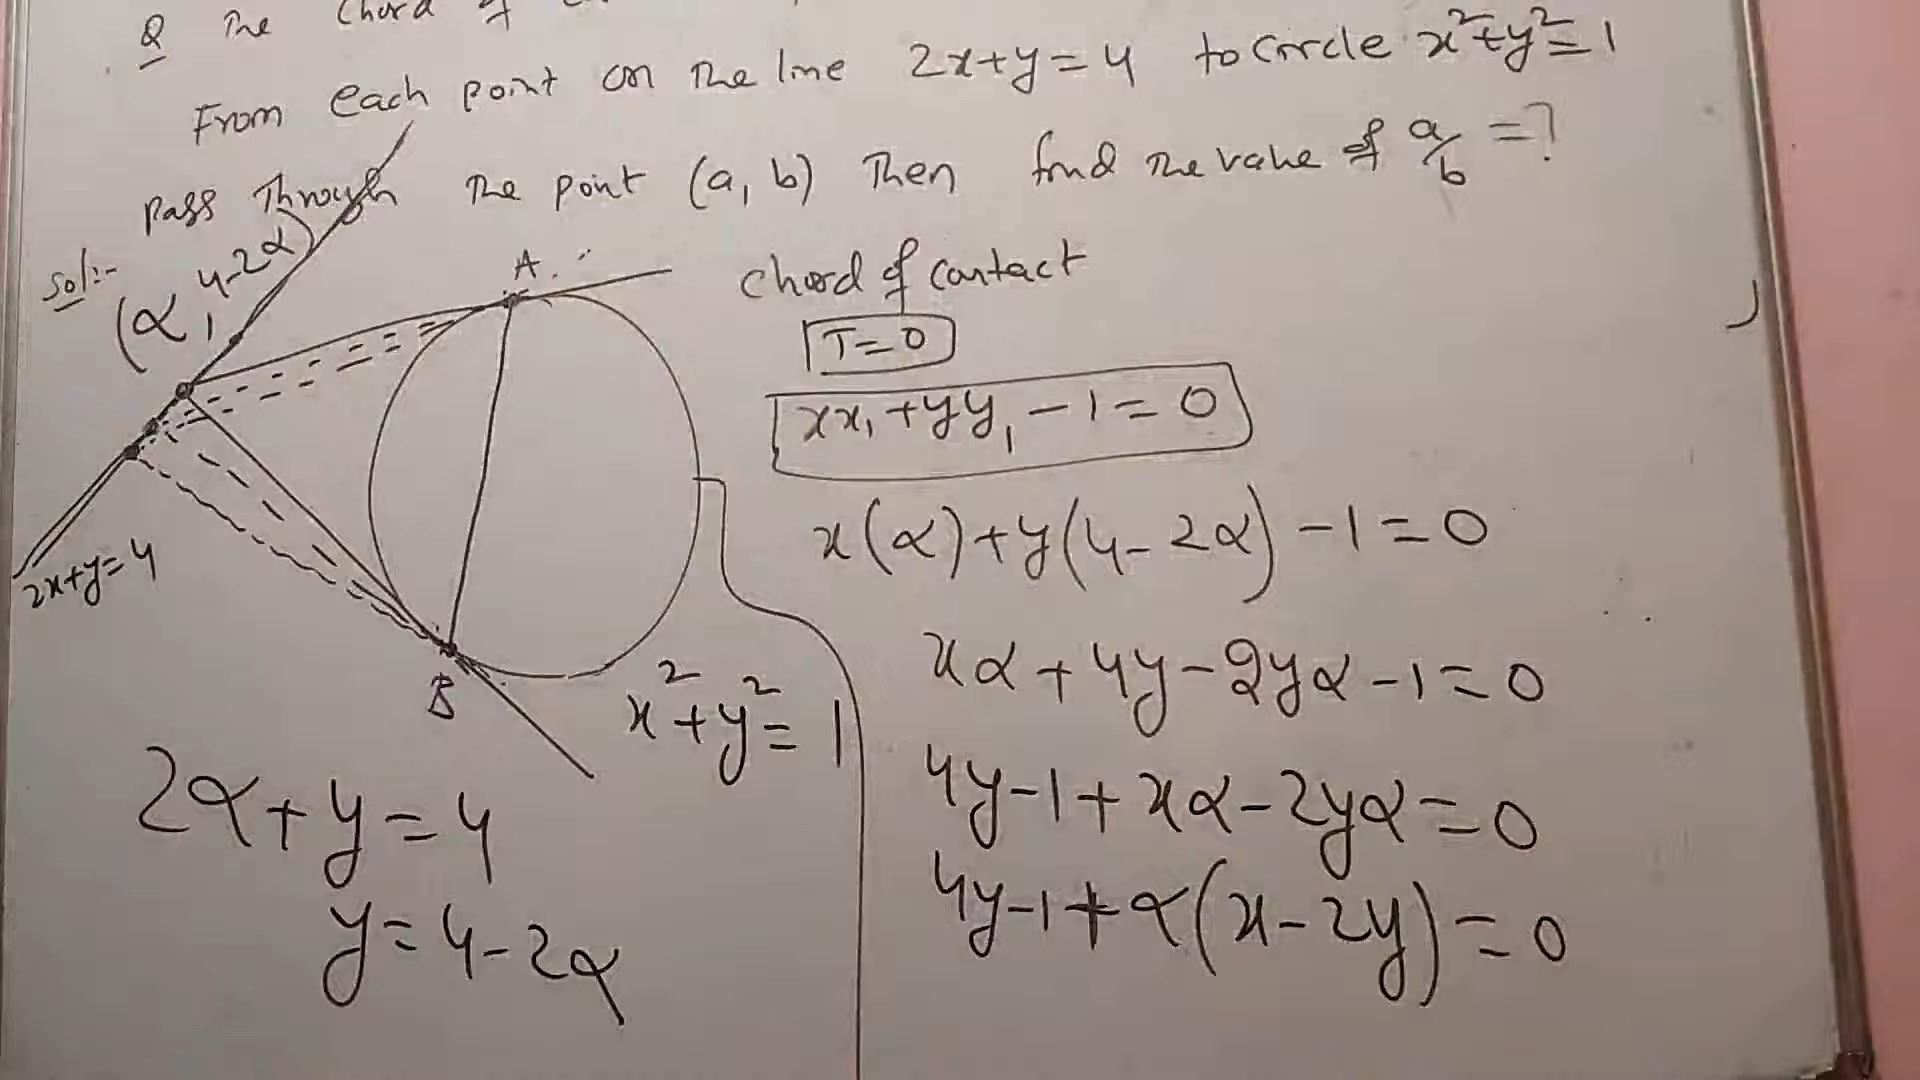 Q The Chord of
From each point on the line 2x+y=4 to circle x²+y²=1
pass through the point (a, b) Then find the value of a/b =?
Sol:-
(α, 4-2α)
A
B
2x+y=4
x²+y²=1
2α+y=4
y=4-2α
Chord of Contact
T=0
xx₁+yy₁-1=0
x(α)+y(4-2α)-1=0
xα+4y-2yα-1=0
4y-1+xα-2yα=0
4y-1+α(x-2y)=0